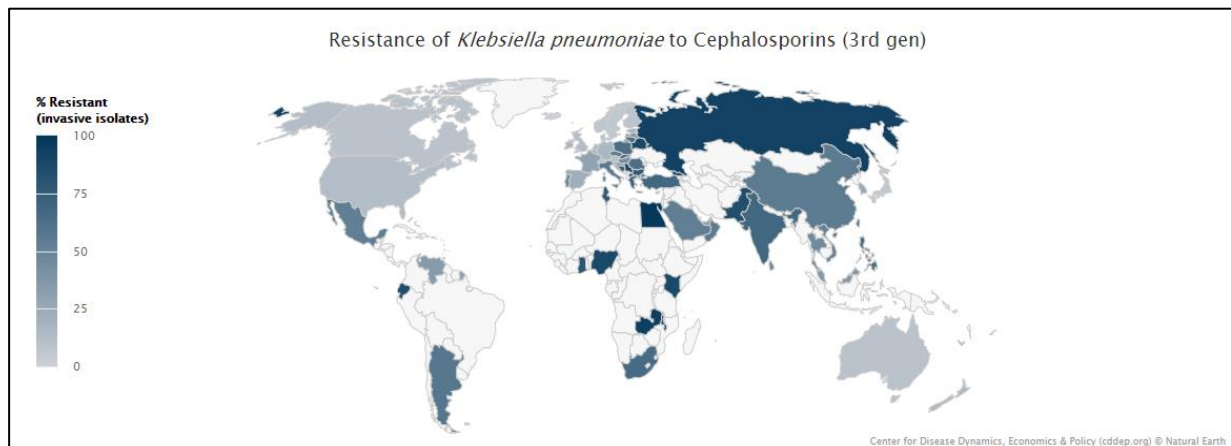 Resistance of Klebsiella pneumoniae to Cephalosporins (3rd gen)
% Resistant
(invasive isolates)
100
75
50
25
0
Center for Disease Dynamics, Economics & Policy (cddep.org) © Natural Earth